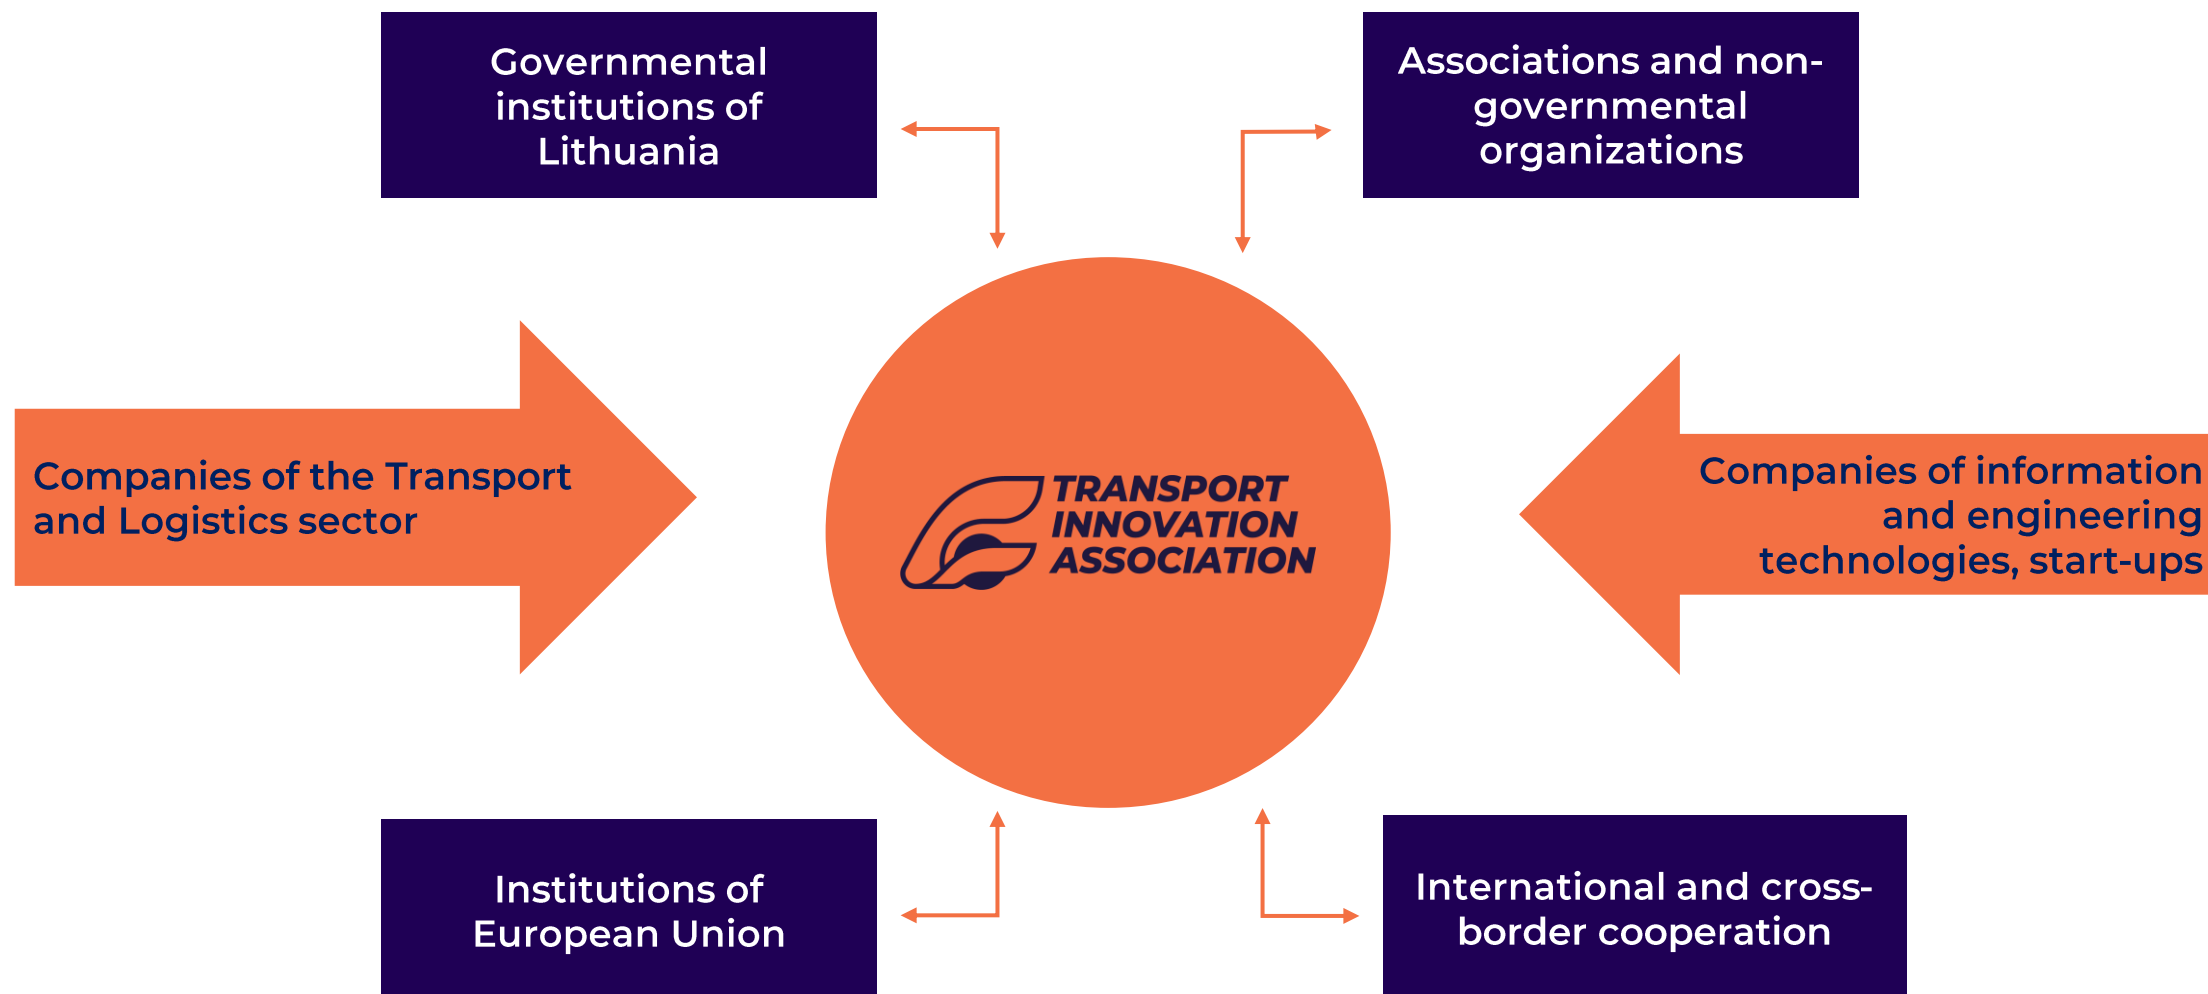 Governmental
institutions of
Lithuania
Associations and non-
governmental
organizations
Companies of the Transport
and Logistics sector
TRANSPORT
INNOVATION
ASSOCIATION
Companies of information
and engineering
technologies, start-ups
Institutions of
European Union
International and cross-
border cooperation